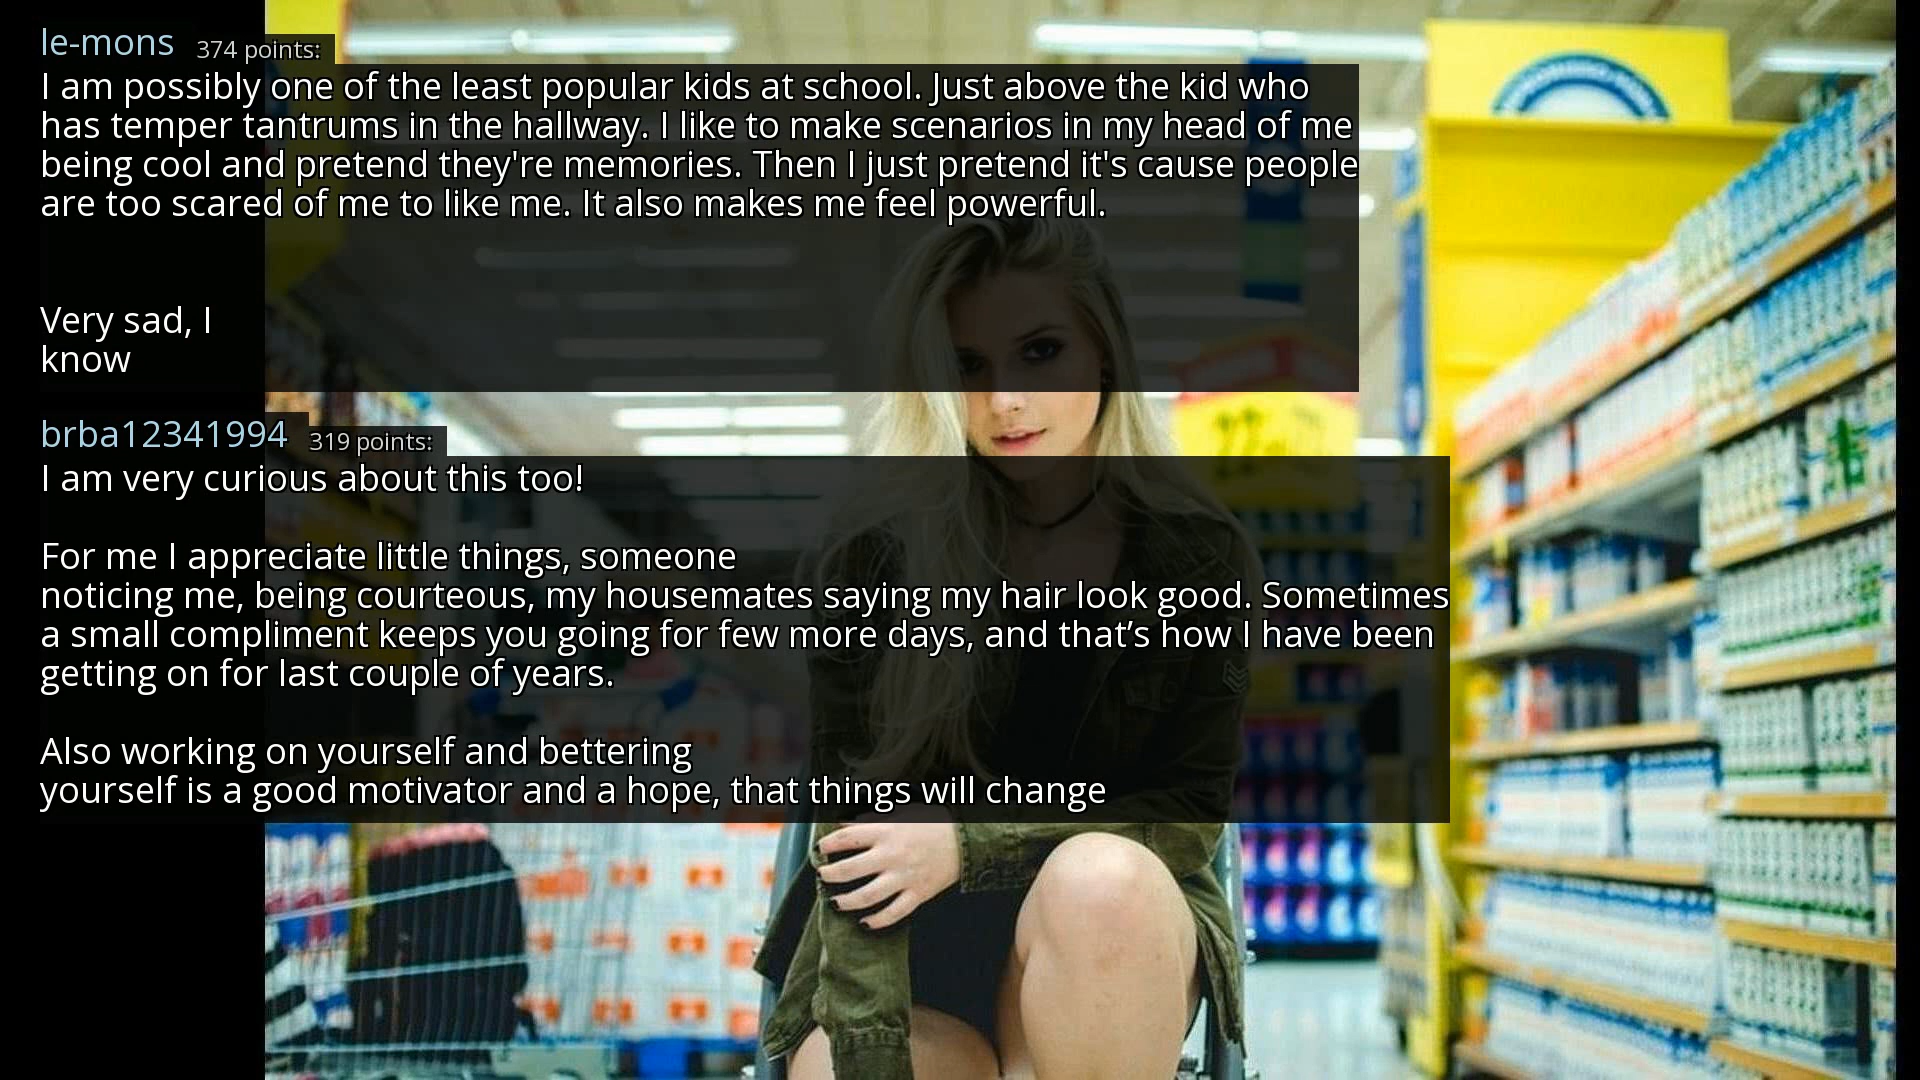 le-mons 374 points:
I am possibly one of the least popular kids at school. Just above the kid who
has temper tantrums in the hallway. I like to make scenarios in my head of me
being cool and pretend they're memories. Then I just pretend it's cause people
are too scared of me to like me. It also makes me feel powerful.
Very sad, I
know
brba12341994 319 points:
I am very curious about this too!
For me I appreciate little things, someone
noticing me, being courteous, my housemates saying my hair look good. Sometimes
a small compliment keeps you going for few more days, and that’s how I have been
getting on for last couple of years.
Also working on yourself and bettering
yourself is a good motivator and a hope, that things will change